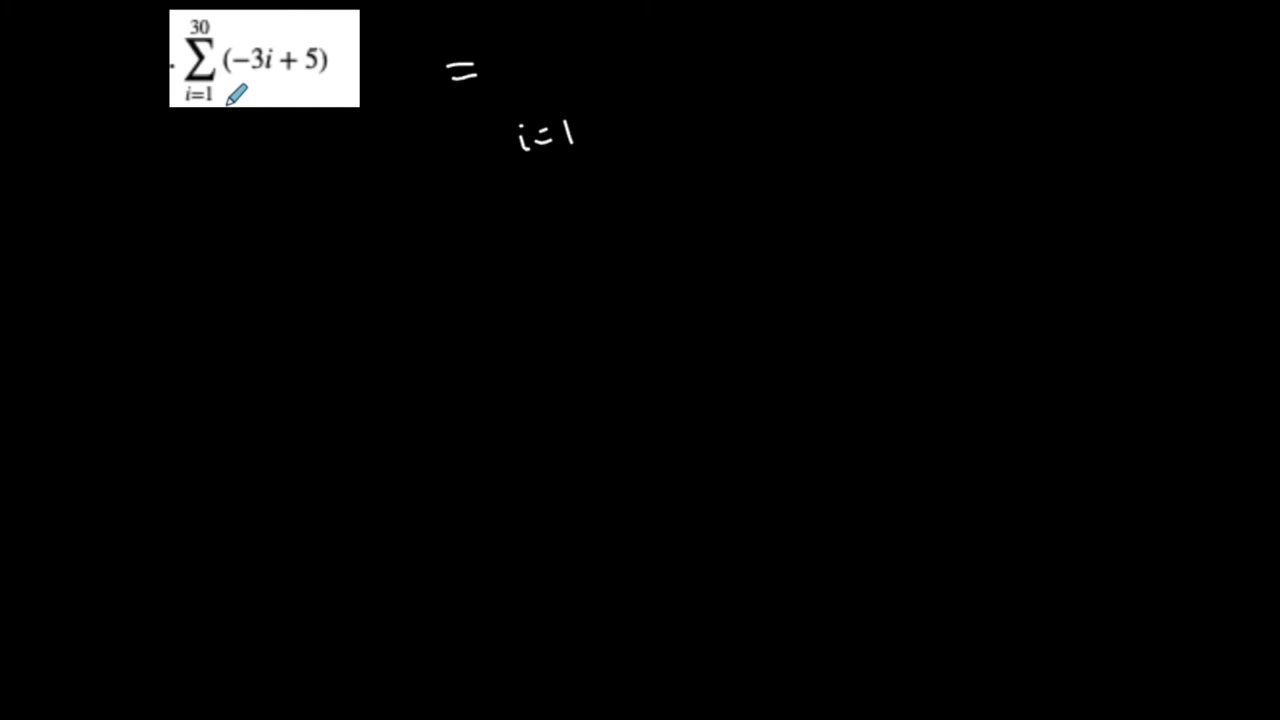 . 30
∑ (−3i + 5) =
i=1
i=1